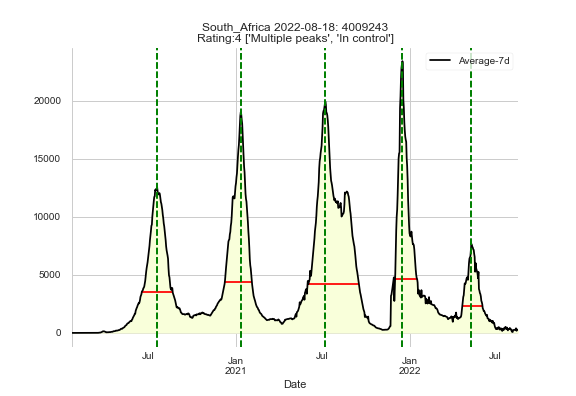 South_Africa 2022-08-18: 4009243
Rating:4 ['Multiple peaks', 'In control']
Average-7d
20000
15000
10000
5000
0
Jul
Jan
2021
Jul
Jan
2022
Jul
Date